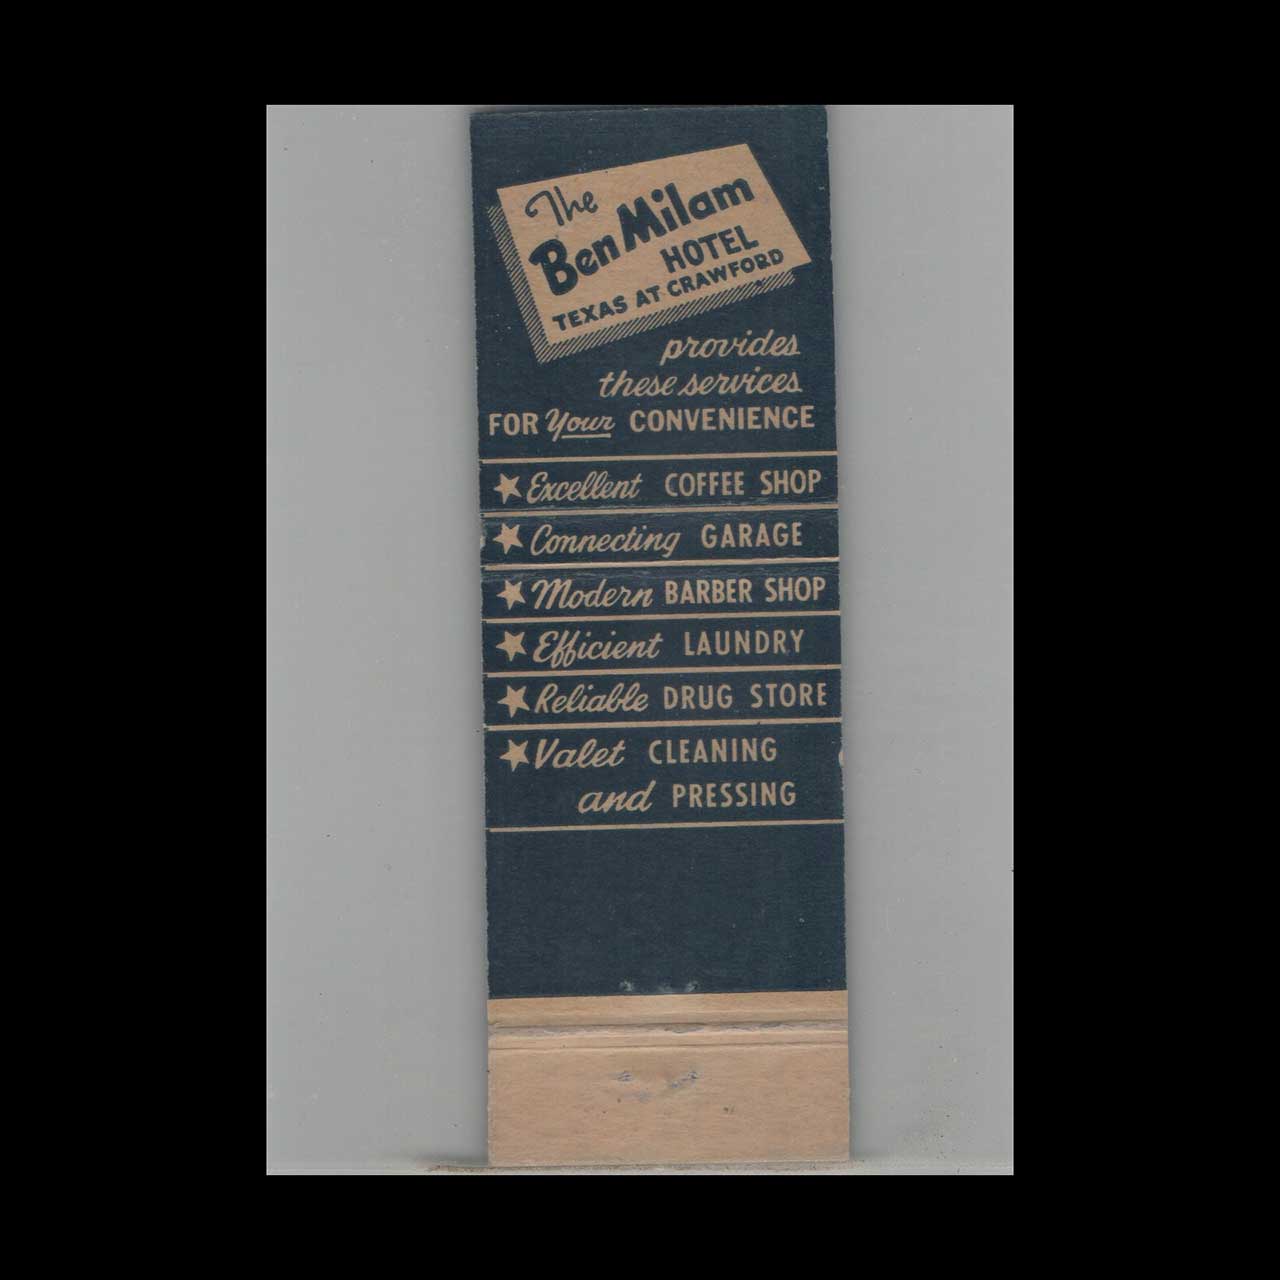 The
Ben Milam
HOTEL
TEXAS AT CRAWFORD
provides
these services
FOR Your CONVENIENCE
Excellent COFFEE SHOP
Connecting GARAGE
Modern BARBER SHOP
Efficient LAUNDRY
Reliable DRUG STORE
Valet CLEANING
and PRESSING